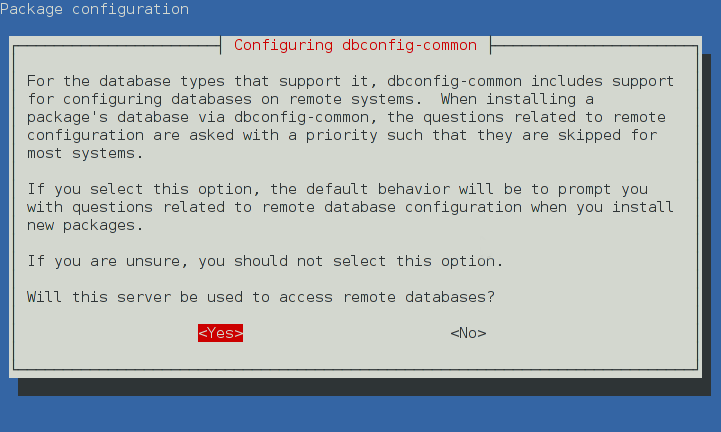 Package configuration
Configuring dbconfig-common
For the database types that support it, dbconfig-common includes support
for configuring databases on remote systems.  When installing a
package's database via dbconfig-common, the questions related to remote
configuration are asked with a priority such that they are skipped for
most systems.
If you select this option, the default behavior will be to prompt you
with questions related to remote database configuration when you install
new packages.
If you are unsure, you should not select this option.
Will this server be used to access remote databases?
<Yes> <No>